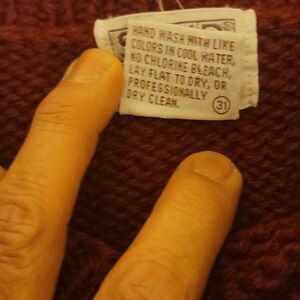 HAND WASH WITH LIKE
COLORS IN COOL WATER,
NO CHLORINE BLEACH,
LAY FLAT TO DRY, OR
PROFESSIONALLY
DRY CLEAN.
31